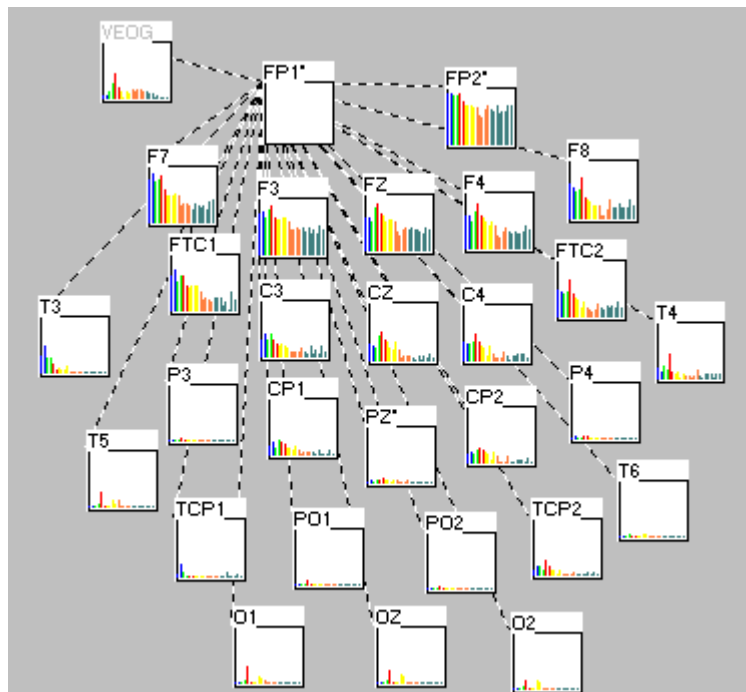 VEOG
FP1"
FP2"
F7
F3
FZ
F4
F8
FTC1
FTC2
T3
C3
CZ
C4
T4
P3
CP1
PZ"
CP2
P4
T5
T6
TCP1
PO1
PO2
TCP2
O1
OZ
O2